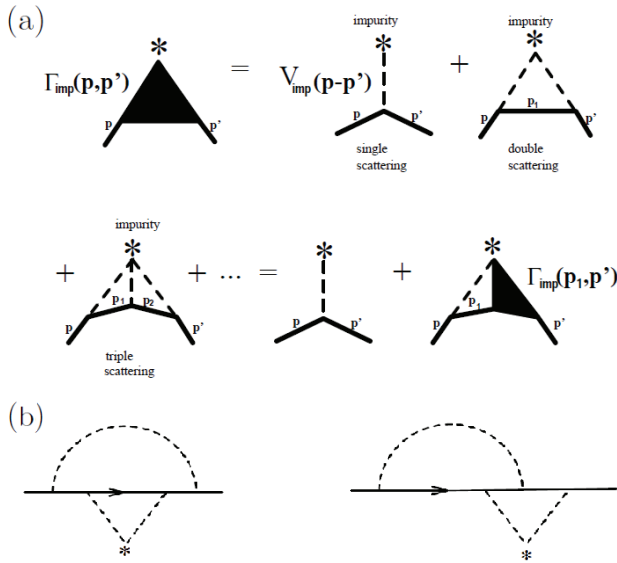 (a)
impurity
impurity
Γimp(p,p’) = Vimp(p-p’) + 
p p’ p p’ p p1 p’
single scattering
double scattering
impurity
+ + ... = + Γimp(p1,p’)
p p1 p2 p’ p p’ p p1 p’
triple scattering
(b)